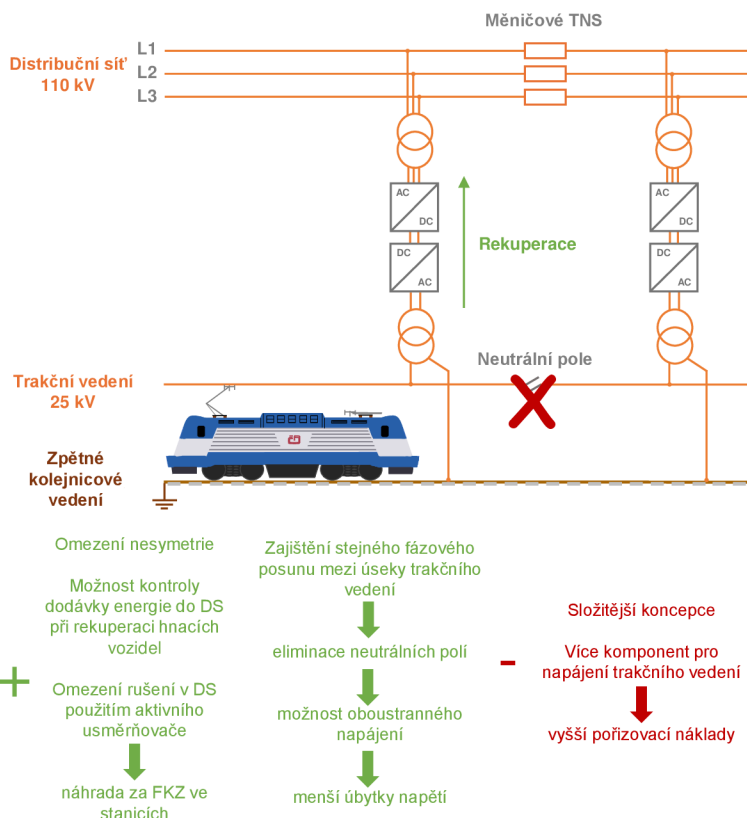 Měničové TNS
L1
Distribuční síť
110 kV
L2
L3
AC
DC
AC
DC
Rekuperace
DC
AC
DC
AC
Neutrální pole
Trakční vedení
25 kV
Zpětné
kolejnicové
vedení
+
Omezení nesymetrie
Možnost kontroly
dodávky energie do DS
při rekuperaci hnacích
vozidel
Omezení rušení v DS
použitím aktivního
usměrňovače
náhrada za FKZ ve
stanicích
Zajištění stejného fázového
posunu mezi úseky trakčního
vedení
eliminace neutrálních polí
možnost oboustranného
napájení
menší úbytky napětí
-
Složitější koncepce
Více komponent pro
napájení trakčního vedení
vyšší pořizovací náklady